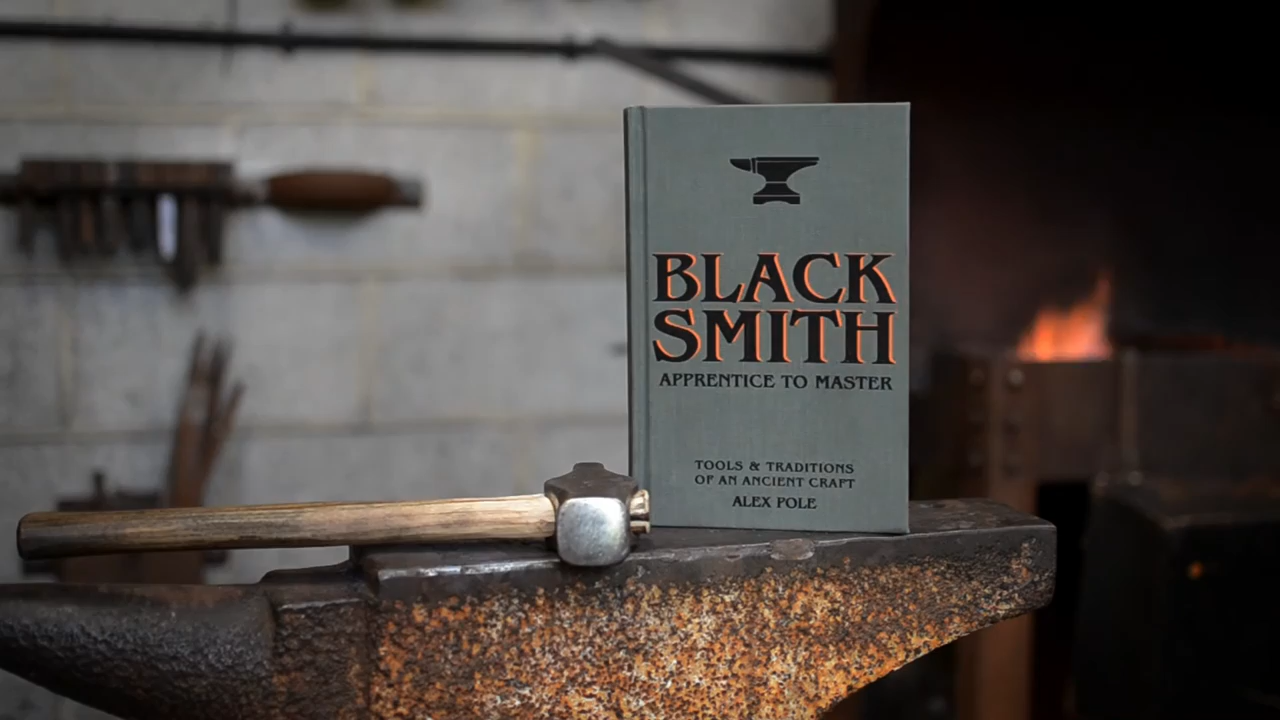 BLACK
SMITH
APPRENTICE TO MASTER
TOOLS & TRADITIONS
OF AN ANCIENT CRAFT
ALEX POLE